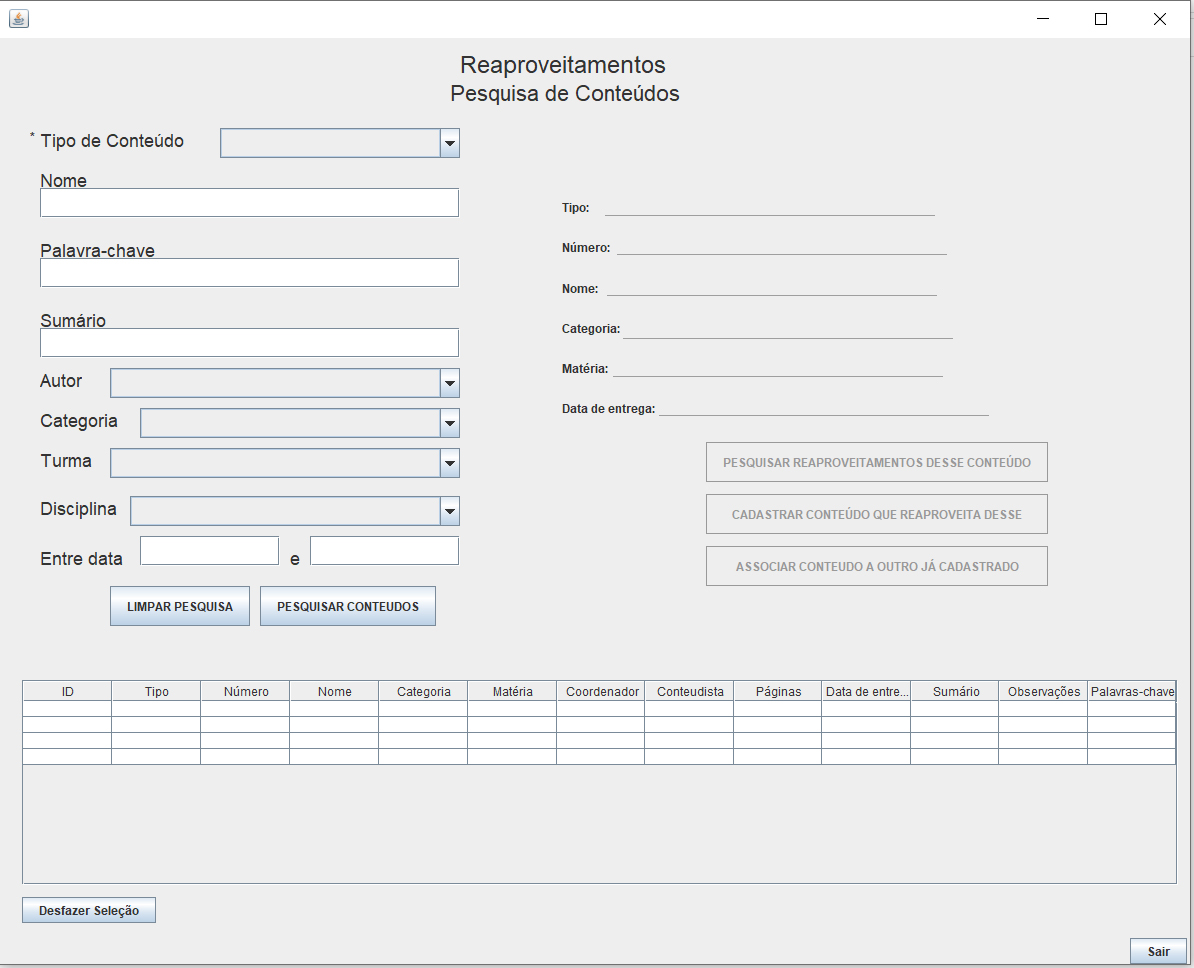 Reaproveitamentos
Pesquisa de Conteúdos
* Tipo de Conteúdo
Nome
Palavra-chave
Sumário
Autor
Categoria
Turma
Disciplina
Entre data e
LIMPAR PESQUISA PESQUISAR CONTEUDOS
Tipo:
Número:
Nome:
Categoria:
Matéria:
Data de entrega:
PESQUISAR REAPROVEITAMENTOS DESSE CONTEÚDO
CADASTRAR CONTEÚDO QUE REAPROVEITA DESSE
ASSOCIAR CONTEUDO A OUTRO JÁ CADASTRADO
ID Tipo Número Nome Categoria Matéria Coordenador Conteudista Páginas Data de entre... Sumário Observações Palavras-chave
Desfazer Seleção
Sair